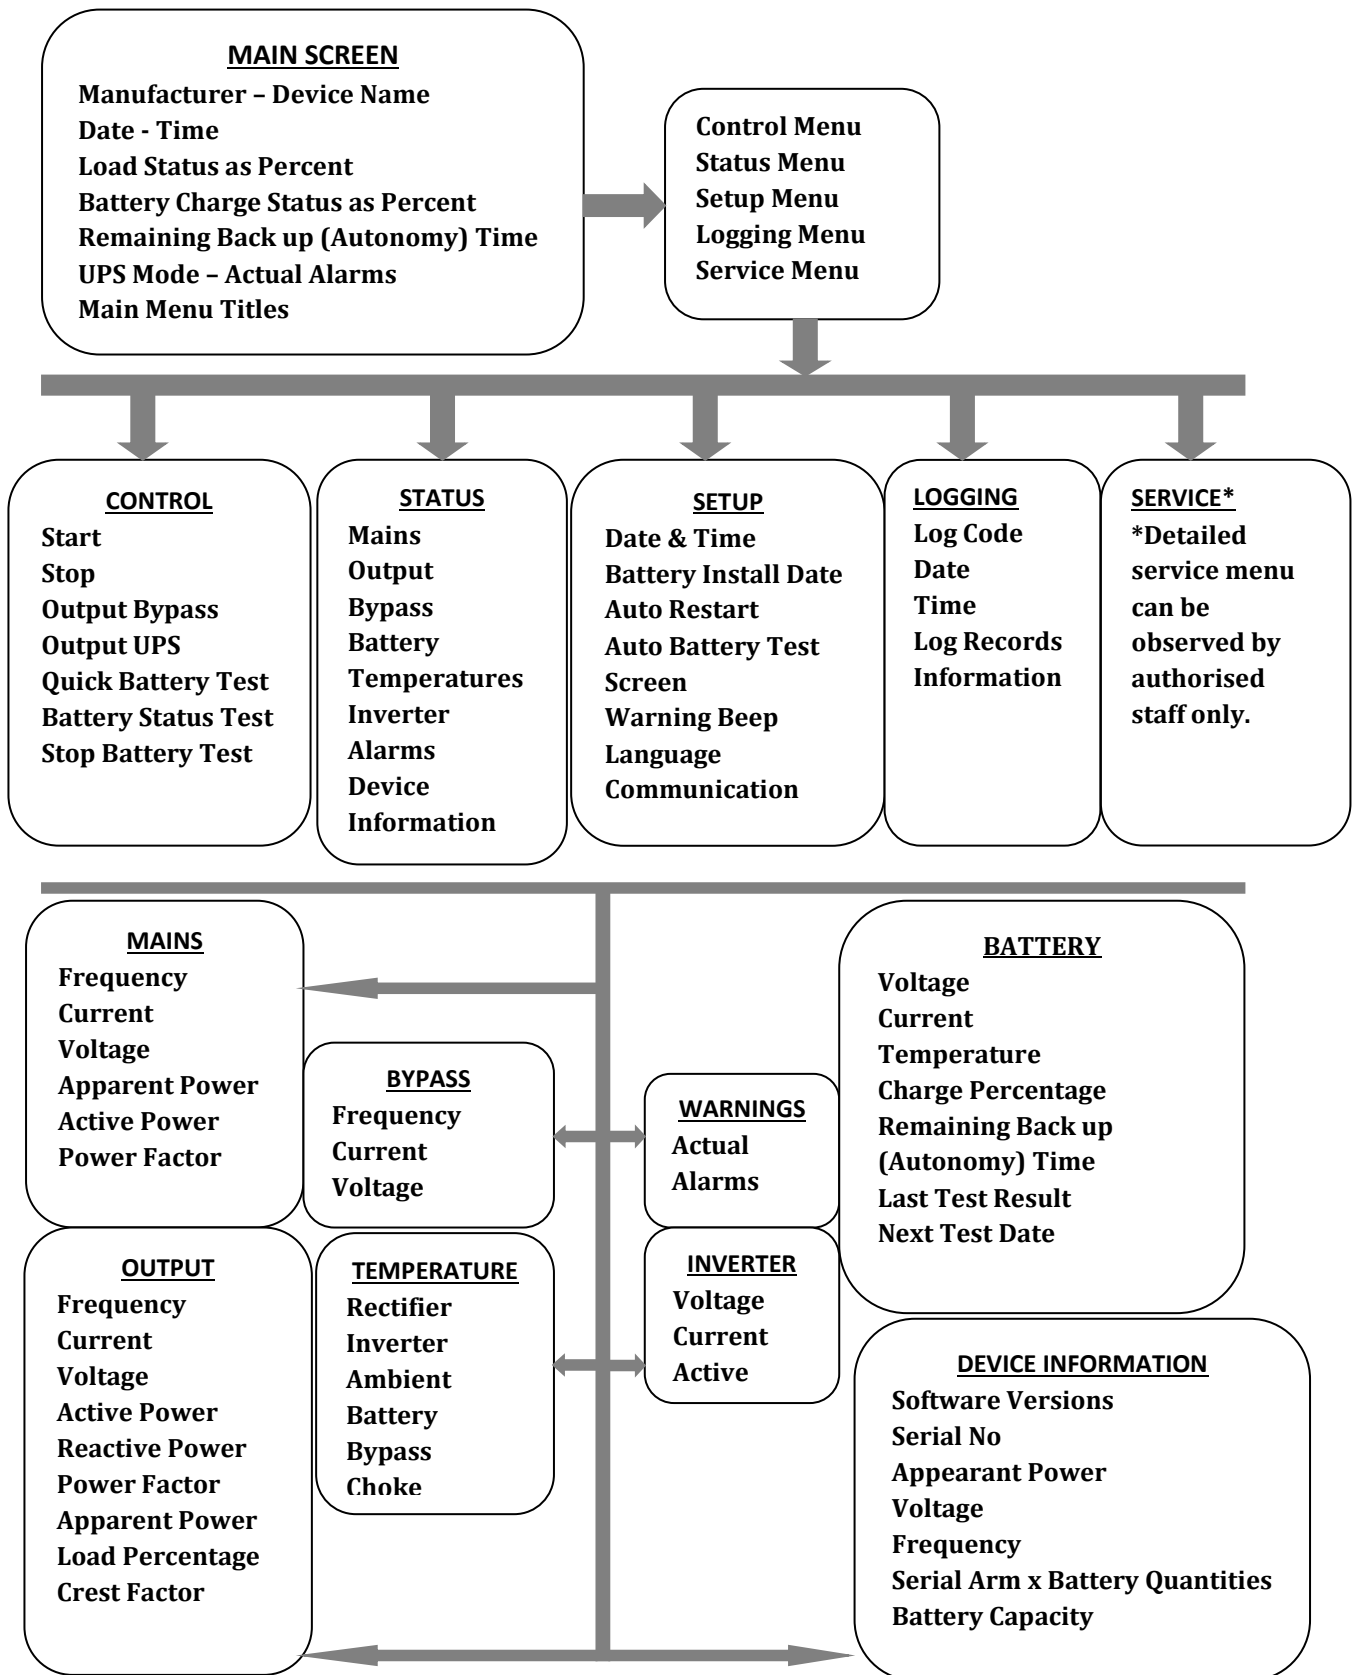 MAIN SCREEN
Manufacturer – Device Name
Date - Time
Load Status as Percent
Battery Charge Status as Percent
Remaining Back up (Autonomy) Time
UPS Mode – Actual Alarms
Main Menu Titles
Control Menu
Status Menu
Setup Menu
Logging Menu
Service Menu
CONTROL
Start
Stop
Output Bypass
Output UPS
Quick Battery Test
Battery Status Test
Stop Battery Test
STATUS
Mains
Output
Bypass
Battery
Temperatures
Inverter
Alarms
Device
Information
SETUP
Date & Time
Battery Install Date
Auto Restart
Auto Battery Test
Screen
Warning Beep
Language
Communication
LOGGING
Log Code
Date
Time
Log Records
Information
SERVICE*
*Detailed
service menu
can be
observed by
authorised
staff only.
MAINS
Frequency
Current
Voltage
Apparent Power
Active Power
Power Factor
BYPASS
Frequency
Current
Voltage
WARNINGS
Actual
Alarms
BATTERY
Voltage
Current
Temperature
Charge Percentage
Remaining Back up
(Autonomy) Time
Last Test Result
Next Test Date
OUTPUT
Frequency
Current
Voltage
Active Power
Reactive Power
Power Factor
Apparent Power
Load Percentage
Crest Factor
TEMPERATURE
Rectifier
Inverter
Ambient
Battery
Bypass
Choke
INVERTER
Voltage
Current
Active
DEVICE INFORMATION
Software Versions
Serial No
Appearant Power
Voltage
Frequency
Serial Arm x Battery Quantities
Battery Capacity